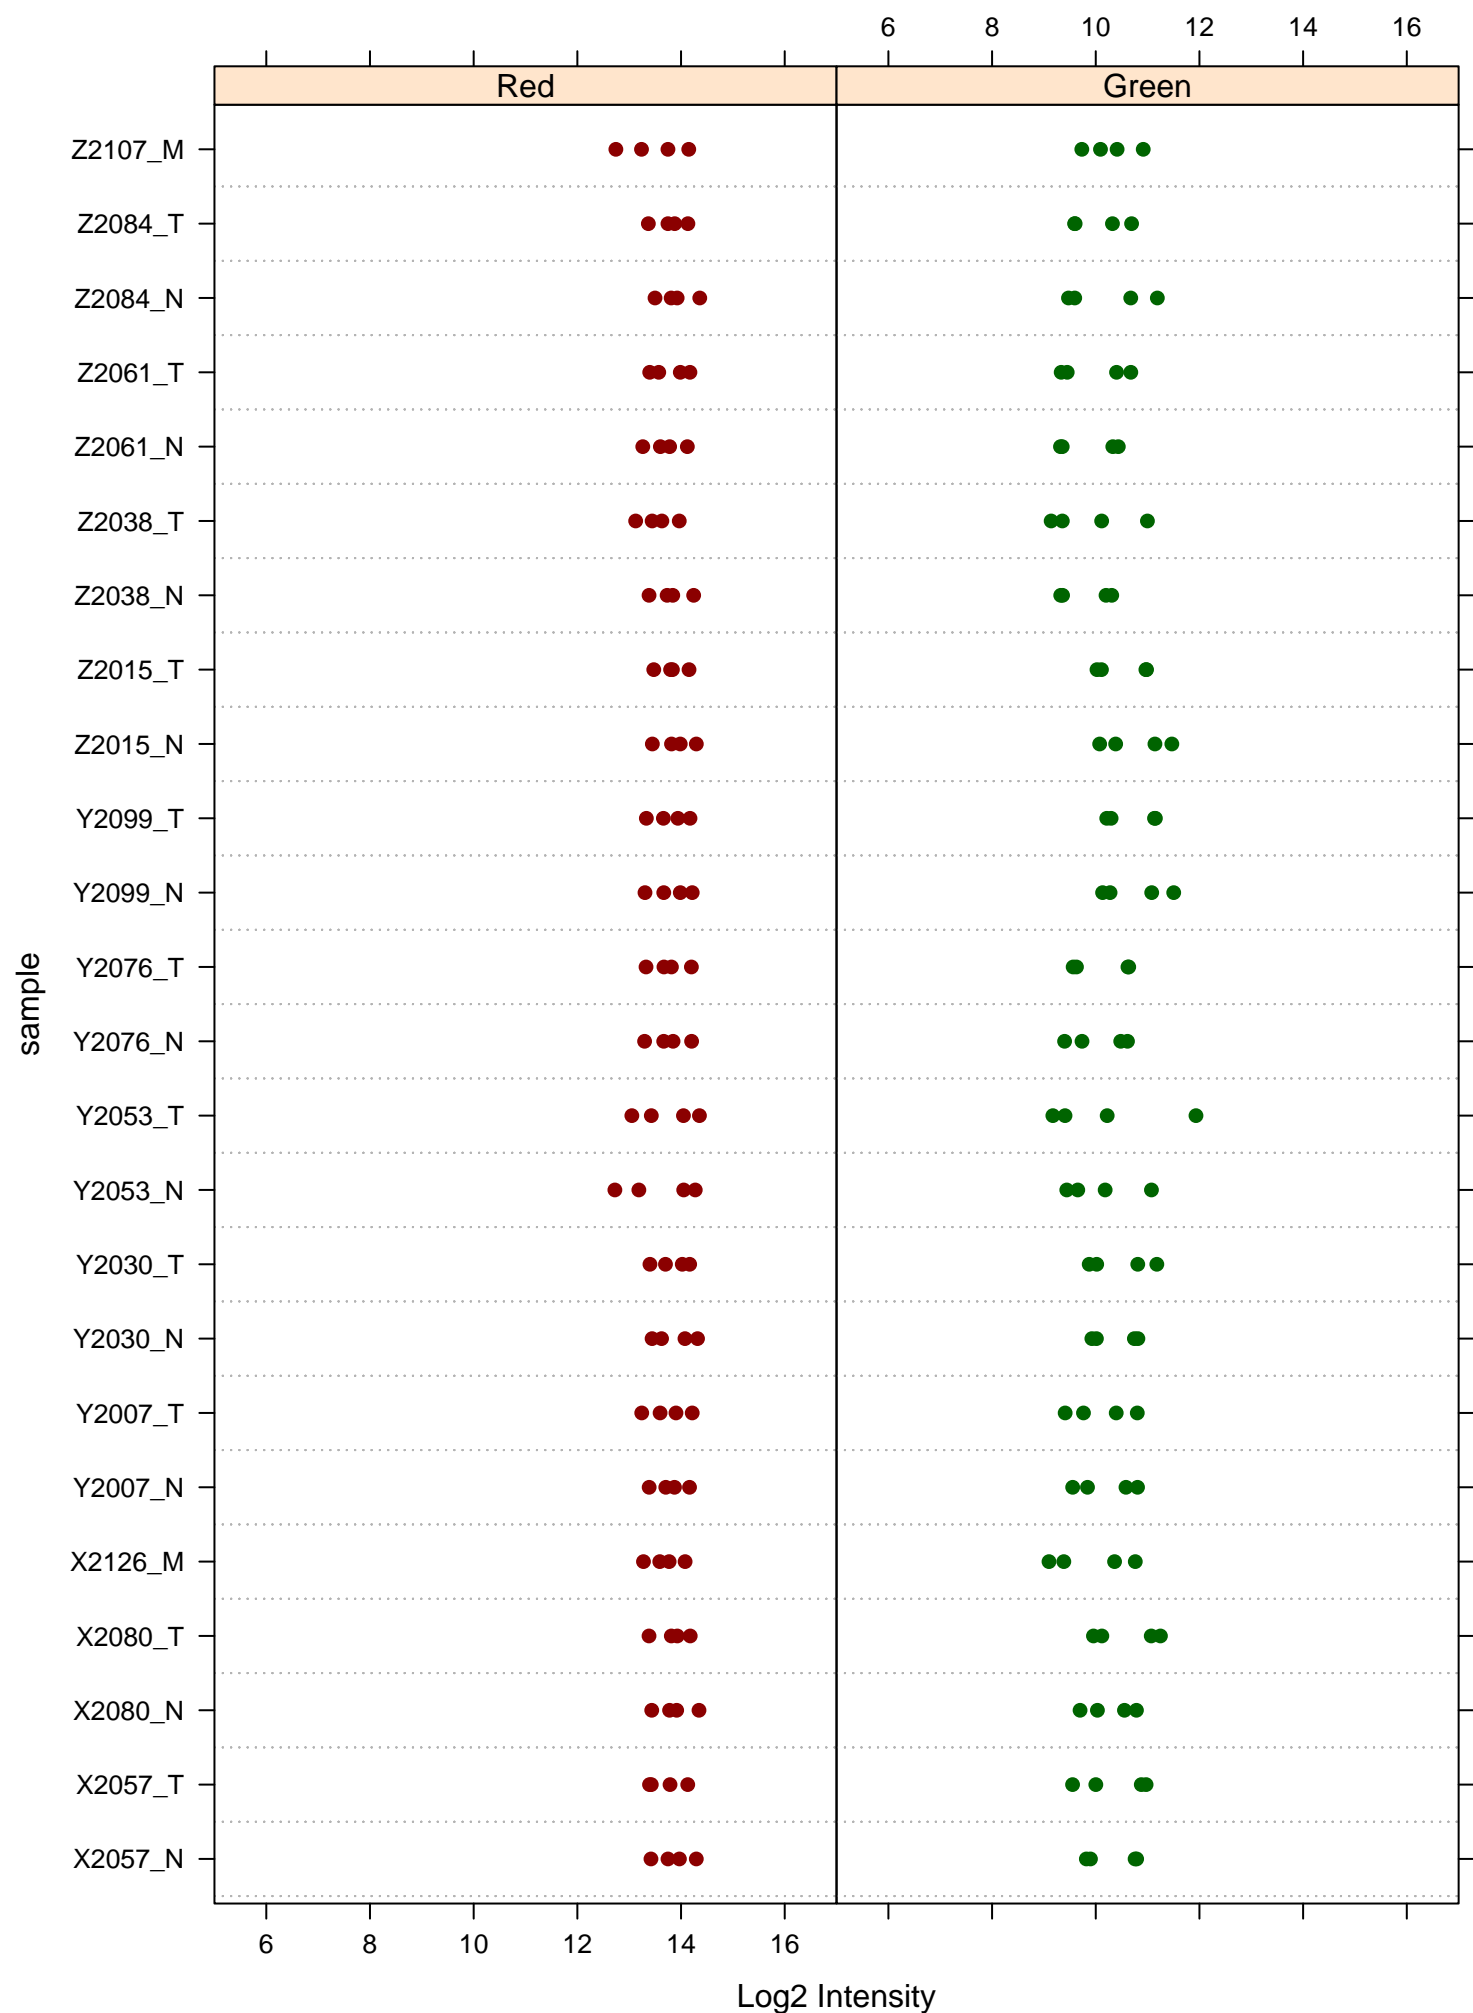 6 8 10 12 14 16
Red Green
Z2107_M
Z2084_T
Z2084_N
Z2061_T
Z2061_N
Z2038_T
Z2038_N
Z2015_T
Z2015_N
Y2099_T
Y2099_N
Y2076_T
Y2076_N
Y2053_T
Y2053_N
Y2030_T
Y2030_N
Y2007_T
Y2007_N
X2126_M
X2080_T
X2080_N
X2057_T
X2057_N
sample
6 8 10 12 14 16
Log2 Intensity